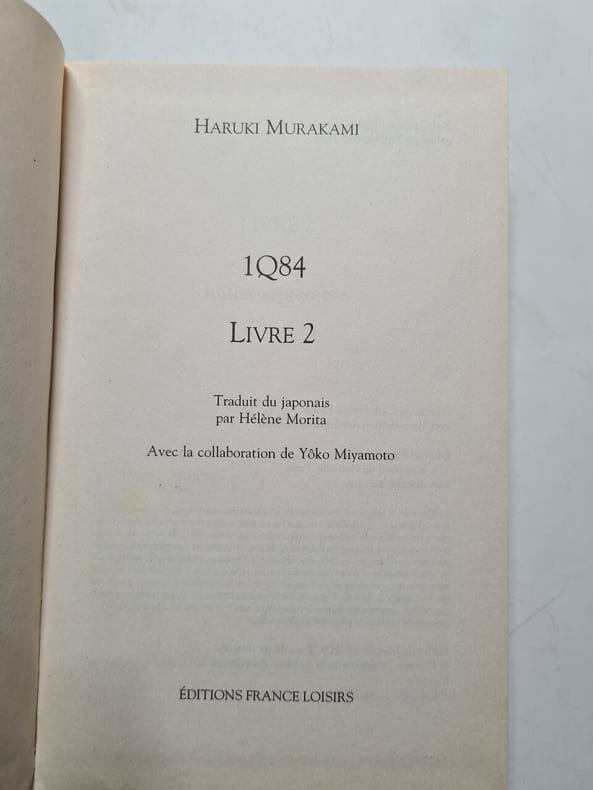 HARUKI MURAKAMI
1Q84
LIVRE 2
Traduit du japonais
par Hélène Morita
Avec la collaboration de Yôko Miyamoto
ÉDITIONS FRANCE LOISIRS